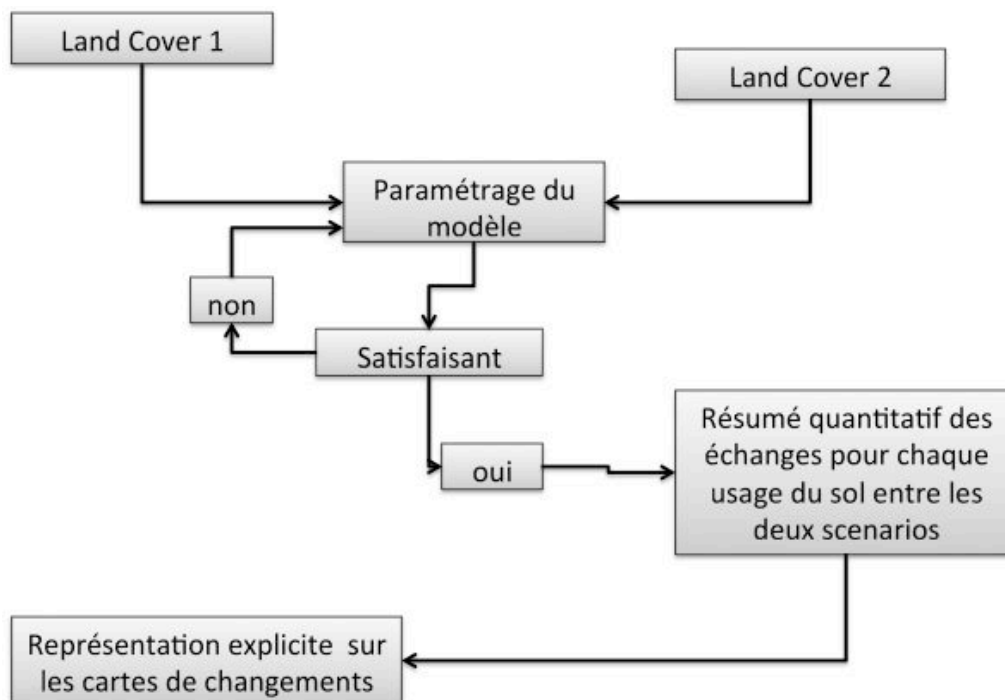 Land Cover 1
Land Cover 2
Paramétrage du
modèle
non
Satisfaisant
oui
Résumé quantitatif des
échanges pour chaque
usage du sol entre les
deux scenarios
Représentation explicite sur
les cartes de changements